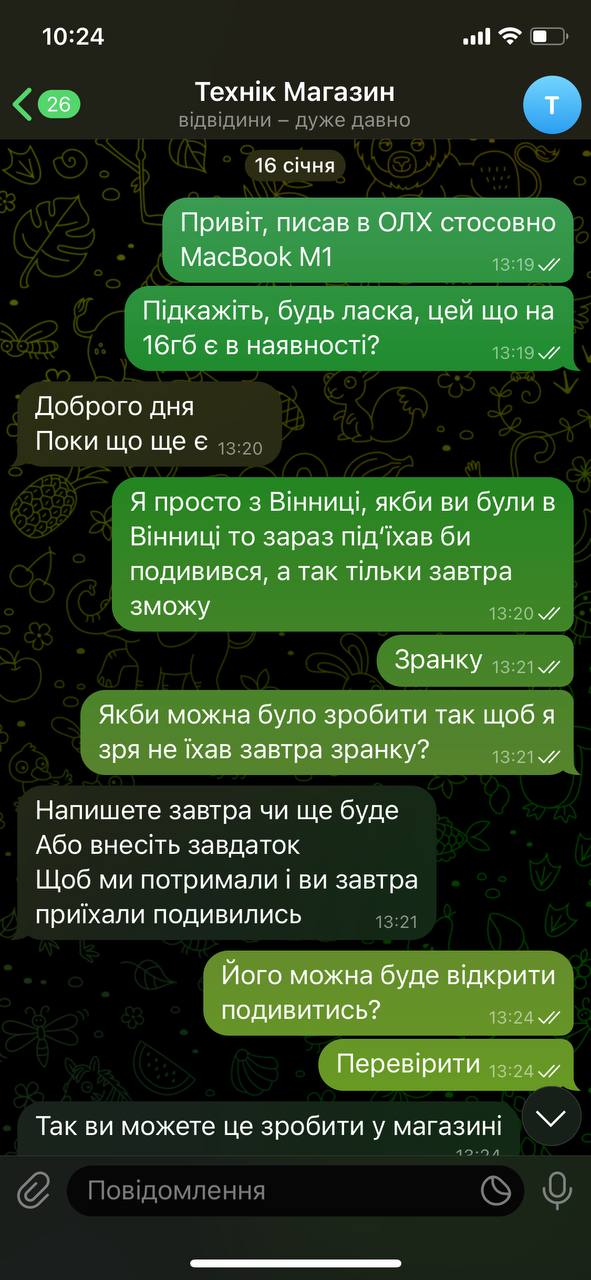 10:24
26
Технік Магазин
відвідини – дуже давно
Т
16 січня
Привіт, писав в ОЛХ стосовно
MacBook M1
13:19
Підкажіть, будь ласка, цей що на
16гб є в наявності?
13:19
Доброго дня
Поки що ще є 13:20
Я просто з Вінниці, якби ви були в
Вінниці то зараз під‘їхав би
подивився, а так тільки завтра
зможу
13:20
Зранку 13:21
Якби можна було зробити так щоб я
зря не їхав завтра зранку?
13:21
Напишете завтра чи ще буде
Або внесіть завдаток
Щоб ми потримали і ви завтра
приїхали подивились
13:21
Його можна буде відкрити
подивитись?
13:24
Перевірити 13:24
Так ви можете це зробити у магазині
13:24
Повідомлення